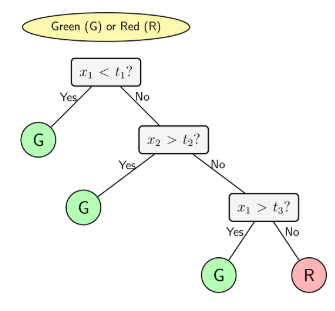 Green (G) or Red (R)
x₁ < t₁?
Yes
No
G
x₂ > t₂?
Yes
No
G
x₁ > t₃?
Yes
No
G
R